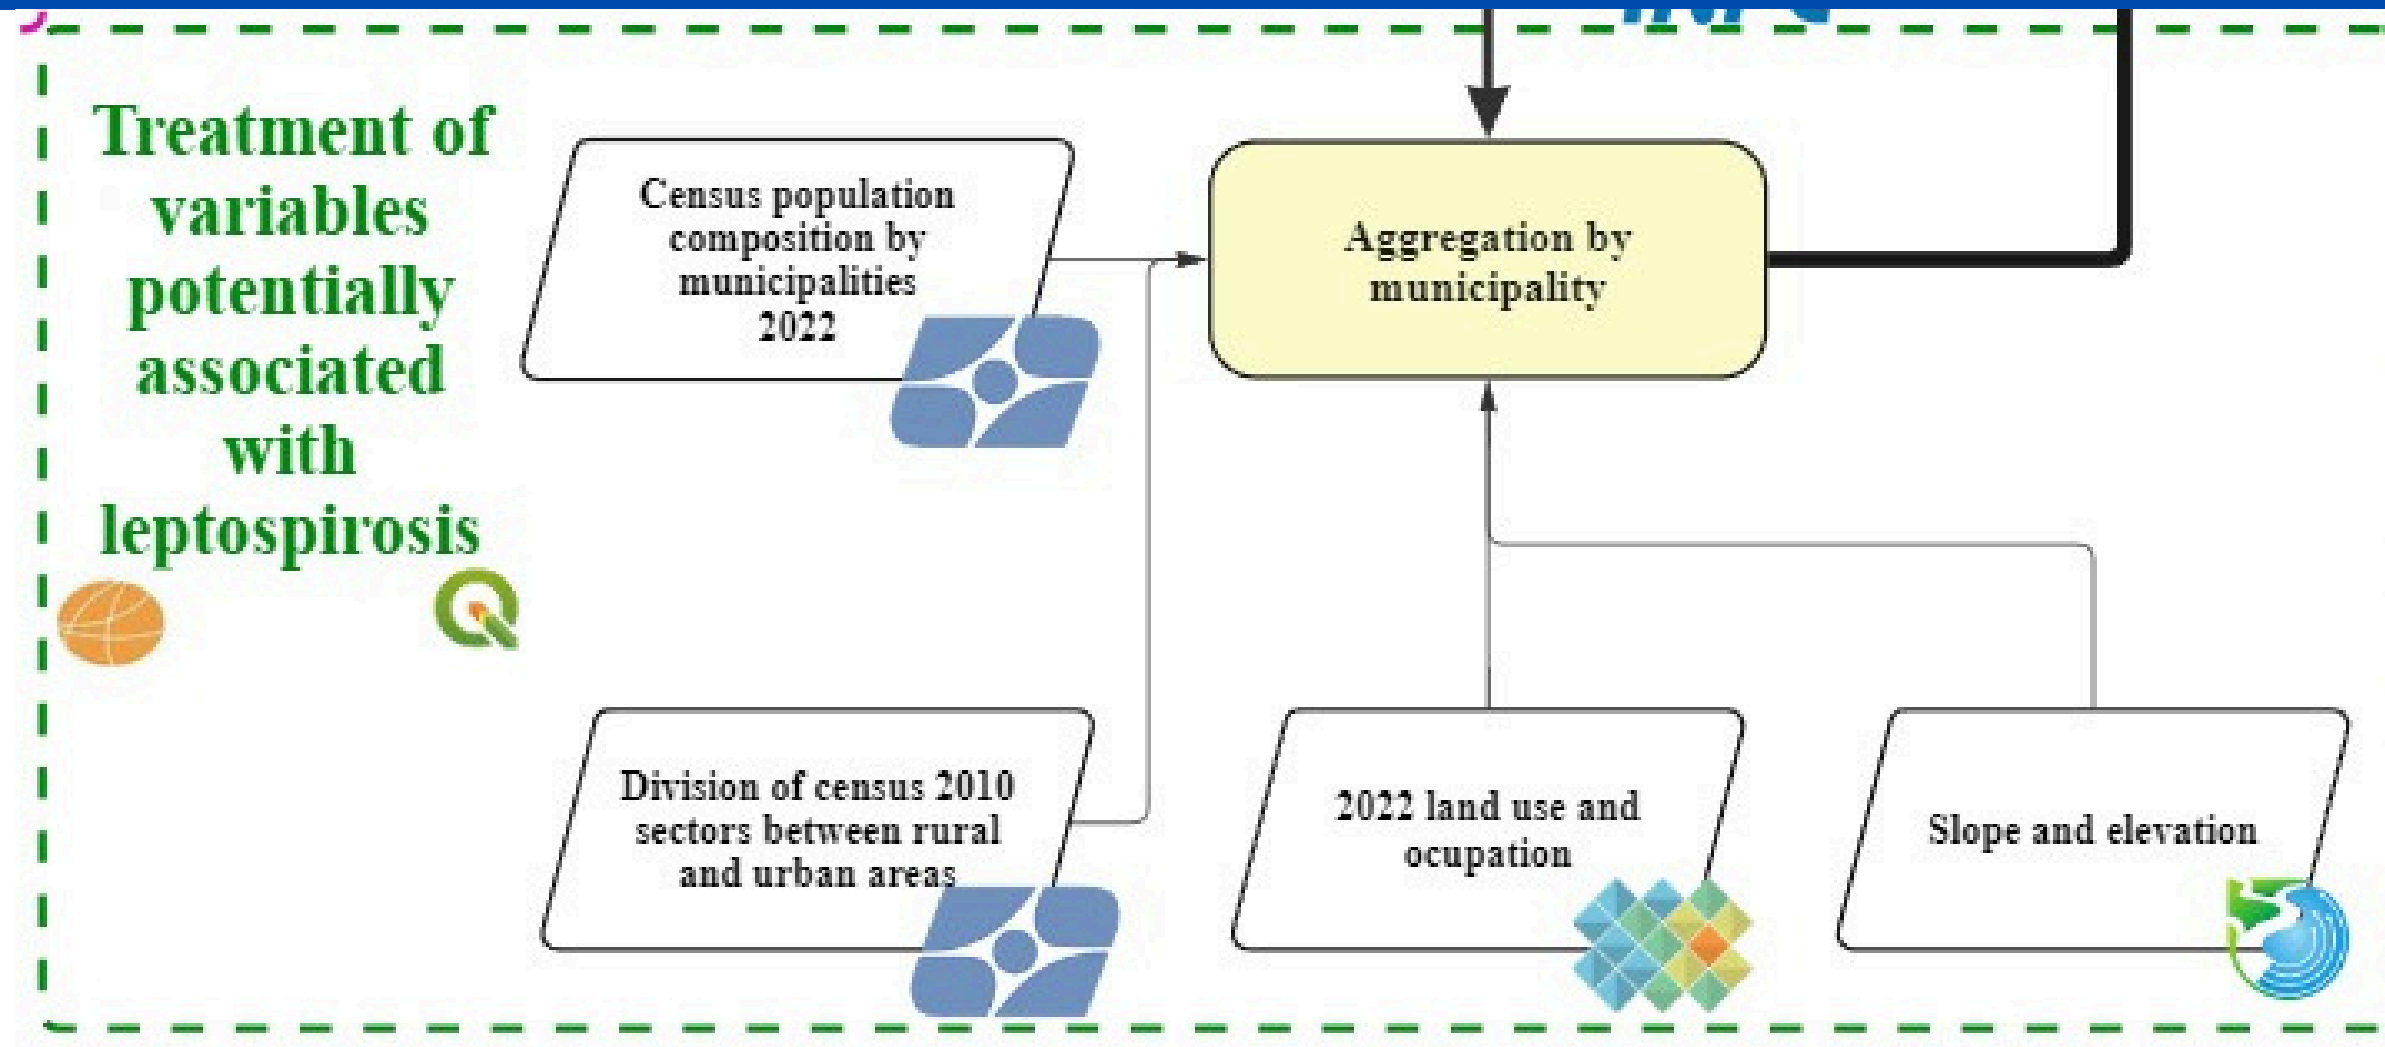 Treatment of
variables
potentially
associated
with
leptospirosis
Census population
composition by
municipalities
2022
Aggregation by
municipality
Division of census 2010
sectors between rural
and urban areas
2022 land use and
ocupation
Slope and elevation